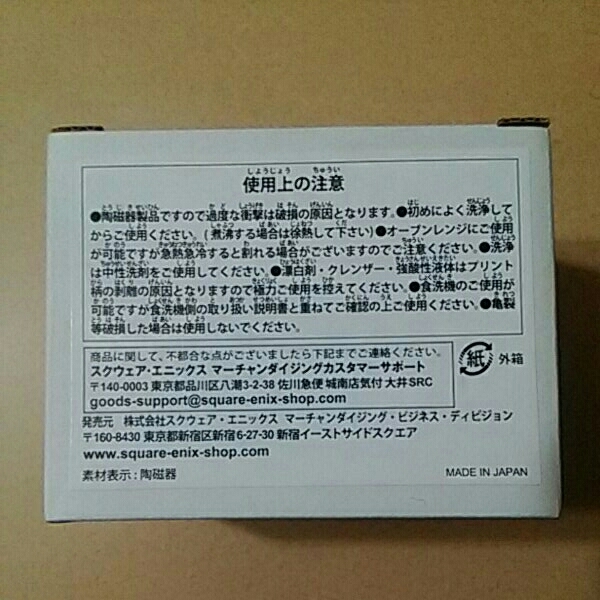 使用上の注意
●陶磁器製品ですので過度な衝撃は破損の原因となります。●初めによく洗浄して
からご使用ください。(煮沸する場合は徐熱して下さい)●オーブンレンジにご使用
が可能ですが急熱急冷すると割れる場合がございますのでご注意ください。●洗浄
は中性洗剤をご使用してください。●漂白剤・クレンザー・強酸性液体はプリント
柄の剥離の原因となりますので極力ご使用を控えてください。●食洗機のご使用が
可能ですが食洗機側の取り扱い説明書と重ねてご確認の上ご使用ください。●亀裂
等破損した場合は使用しないでください。
商品に関して、不都合な点がございましたら下記までご連絡ください。
スクウェア・エニックス マーチャンダイジングカスタマーサポート
〒140-0003 東京都品川区八潮3-2-38 佐川急便 城南店気付 大井SRC
goods-support@square-enix-shop.com
紙 外箱
発売元 株式会社スクウェア・エニックス マーチャンダイジング・ビジネス・ディビジョン
〒160-8430 東京都新宿区新宿6-27-30 新宿イーストサイドスクエア
www.square-enix-shop.com
素材表示:陶磁器
MADE IN JAPAN